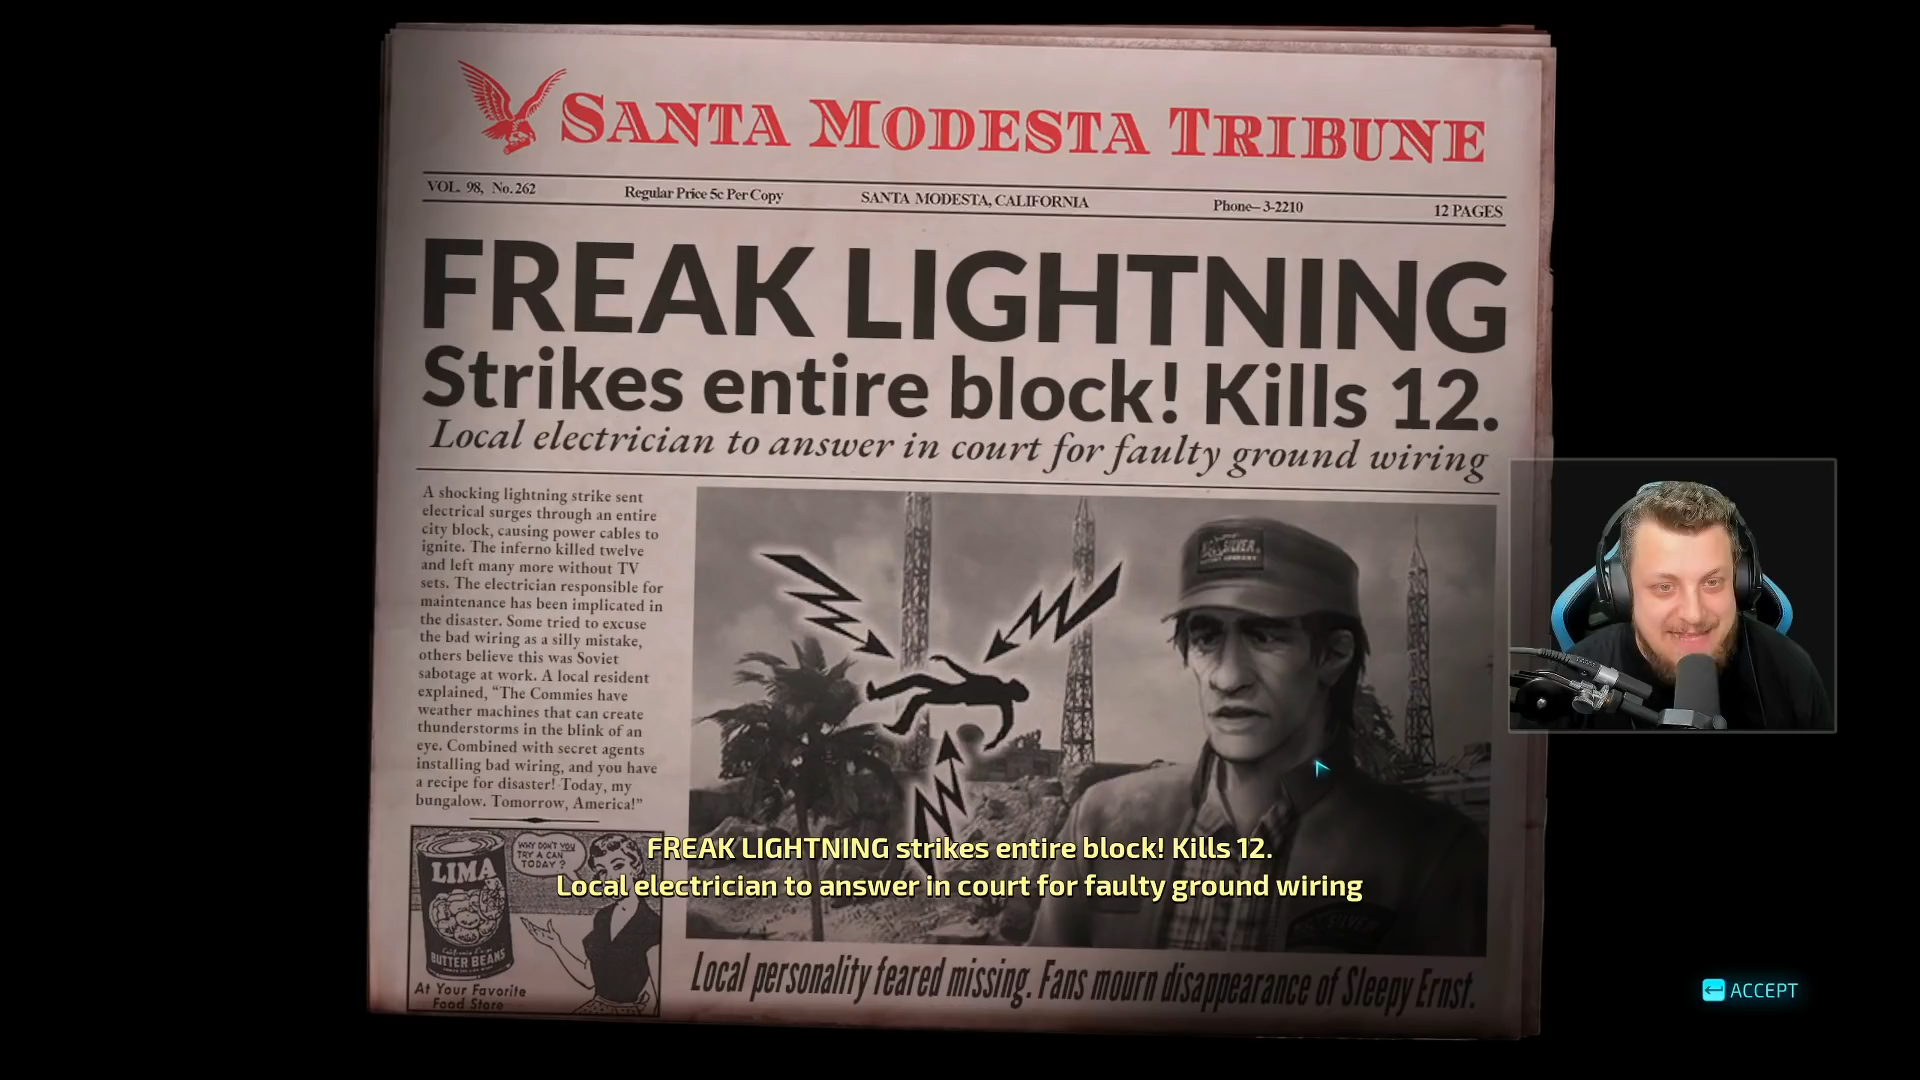 SANTA MODESTA TRIBUNE
VOL. 98, No. 262 Regular Price 5c Per Copy SANTA MODESTA, CALIFORNIA Phone–3-2210 12 PAGES
FREAK LIGHTNING
Strikes entire block! Kills 12.
Local electrician to answer in court for faulty ground wiring
A shocking lightning strike sent
electrical surges through an entire
city block, causing power cables to
ignite. The inferno killed twelve
and left many more without TV
sets. The electrician responsible for
maintenance has been implicated in
the disaster. Some tried to excuse
the bad wiring as a silly mistake,
others believe this was Soviet
sabotage at work. A local resident
explained, “The Commies have
weather machines that can create
thunderstorms in the blink of an
eye. Combined with secret agents
installing bad wiring, and you have
a recipe for disaster! Today, my
bungalow. Tomorrow, America!”
WHY DON'T YOU
TRY A CAN
TODAY?
LIMA
BUTTER BEANS
At Your Favorite
Food Store
FREAK LIGHTNING strikes entire block! Kills 12.
Local electrician to answer in court for faulty ground wiring
Local personality feared missing. Fans mourn disappearance of Sleepy Ernst.
ACCEPT